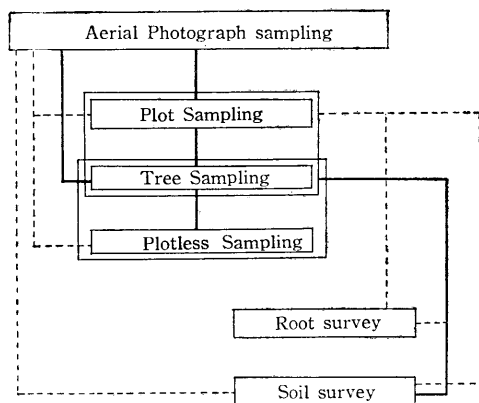 Aerial Photograph sampling
Plot Sampling
Tree Sampling
Plotless Sampling
Root survey
Soil survey